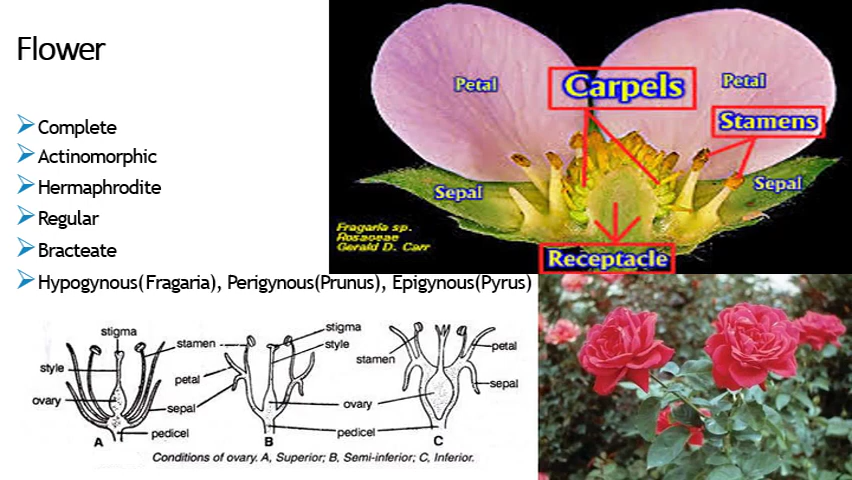 Flower
Complete
Actinomorphic
Hermaphrodite
Regular
Bracteate
Hypogynous(Fragaria), Perigynous(Prunus), Epigynous(Pyrus)
Petal
Carpels
Petal
Stamens
Sepal
Sepal
Fragaria sp.
Rosaceae
Gerald D. Carr
Receptacle
stigma
style
ovary
stamen
petal
sepal
pedicel
A
stigma
style
ovary
pedicel
B
stamen
petal
sepal
C
Conditions of ovary. A, Superior; B, Semi-inferior; C, Inferior.